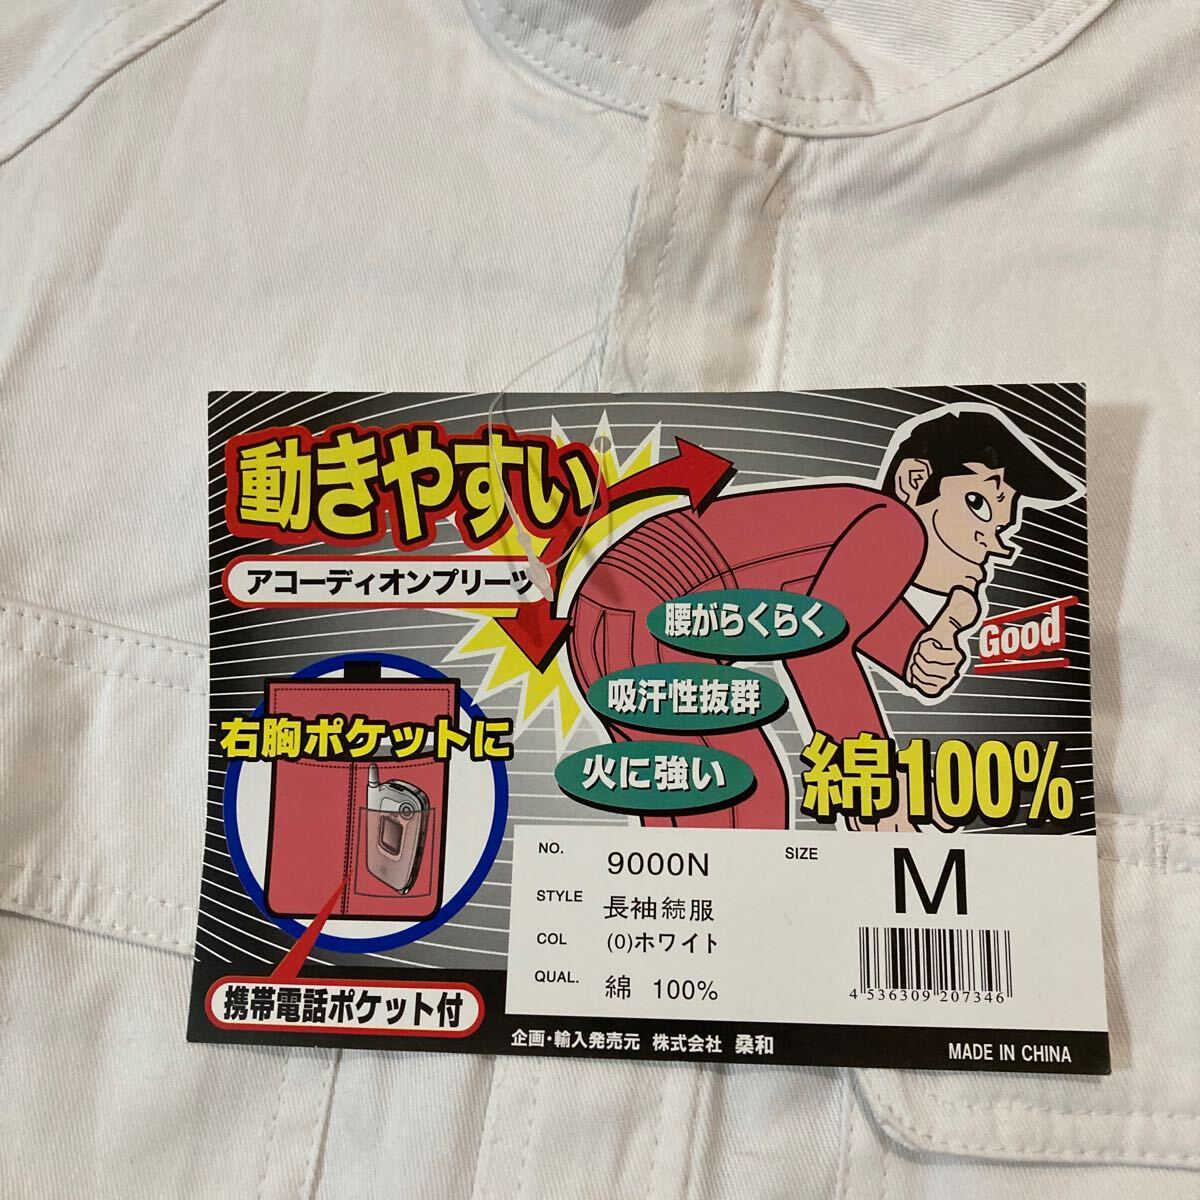 動きやすい
アコーディオンプリーツ
腰がらくらく
吸汗性抜群
火に強い
Good
綿100%
右胸ポケットに
携帯電話ポケット付
NO. 9000N
STYLE 長袖続服
COL (0)ホワイト
QUAL. 綿 100%
SIZE M
4 536309 207346
企画・輸入発売元 株式会社 桑和
MADE IN CHINA